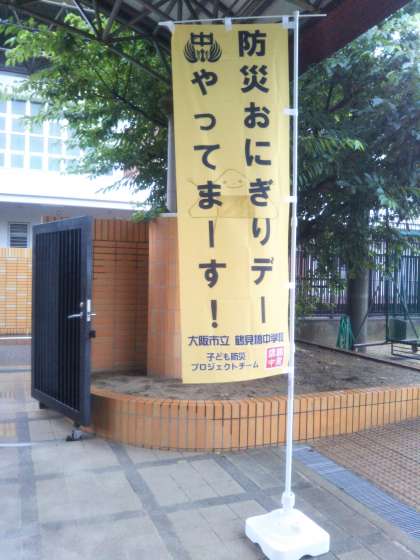 防災おにぎりデー
中 やってまーす！
大阪市立 鶴見橋中学校
子ども防災
プロジェクトチーム